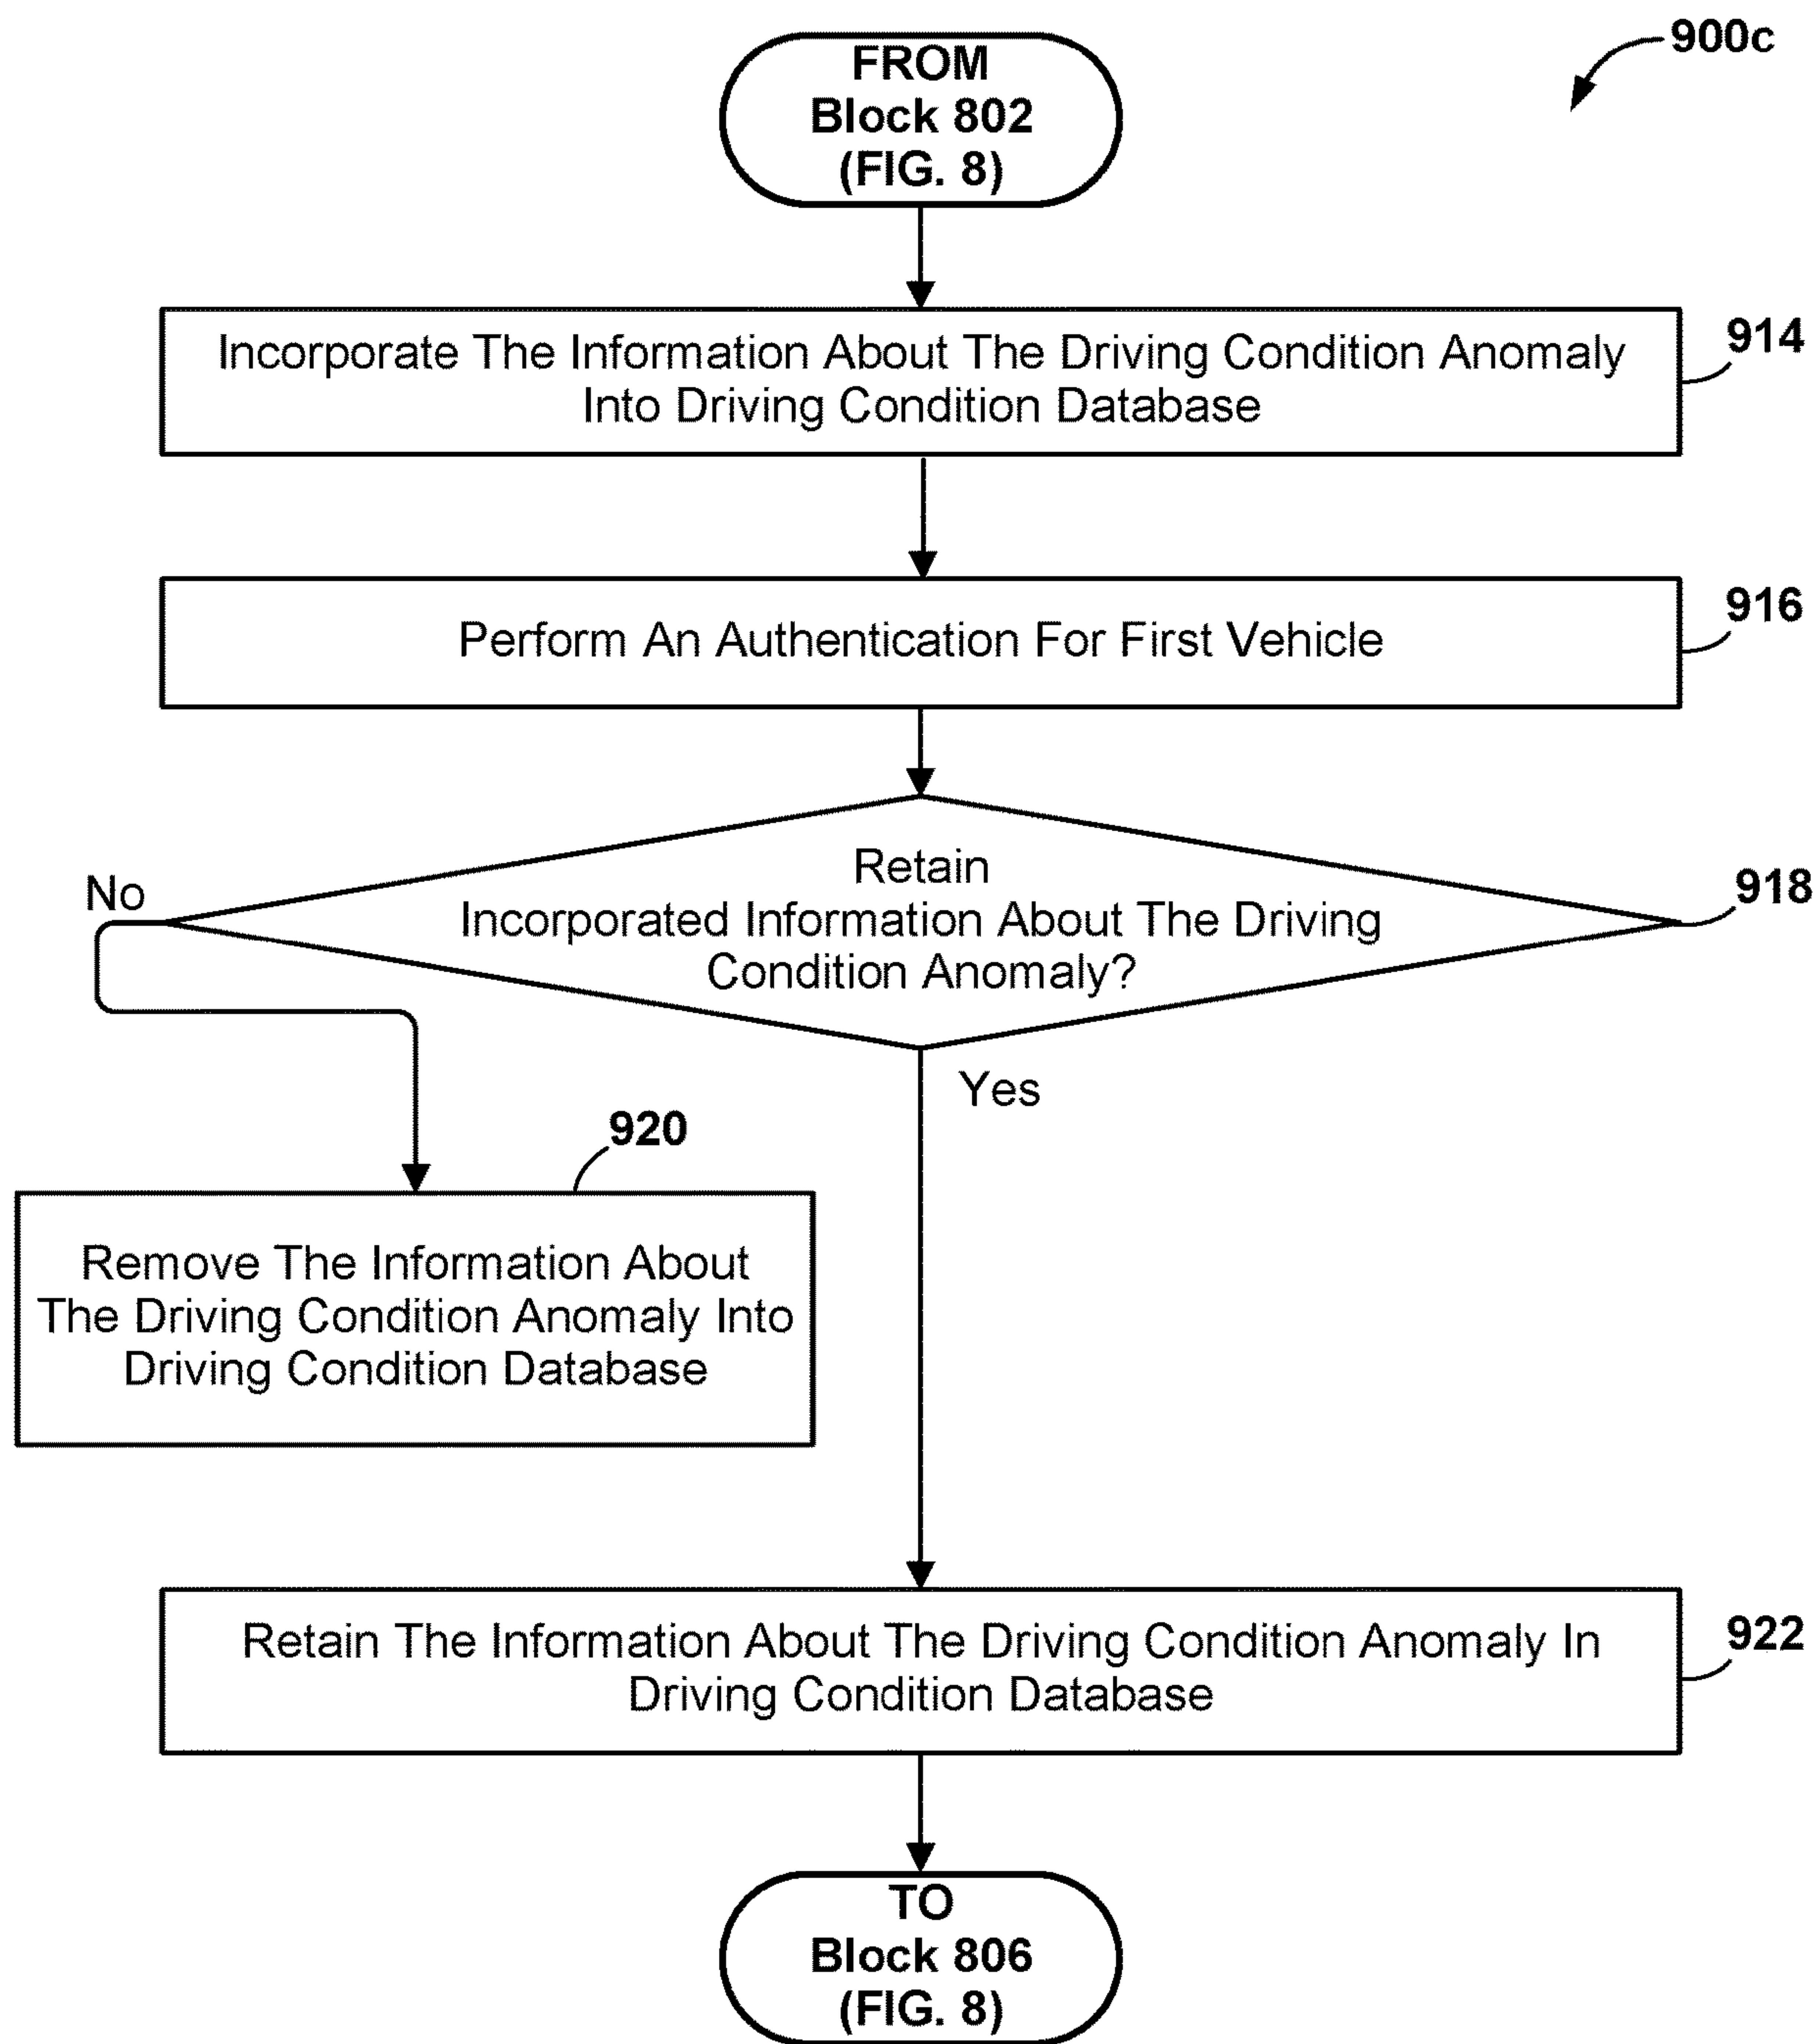 900c
FROM
Block 802
(FIG. 8)
Incorporate The Information About The Driving Condition Anomaly
Into Driving Condition Database
914
Perform An Authentication For First Vehicle
916
Retain
Incorporated Information About The Driving
Condition Anomaly?
918
No
Yes
920
Remove The Information About
The Driving Condition Anomaly Into
Driving Condition Database
Retain The Information About The Driving Condition Anomaly In
Driving Condition Database
922
TO
Block 806
(FIG. 8)